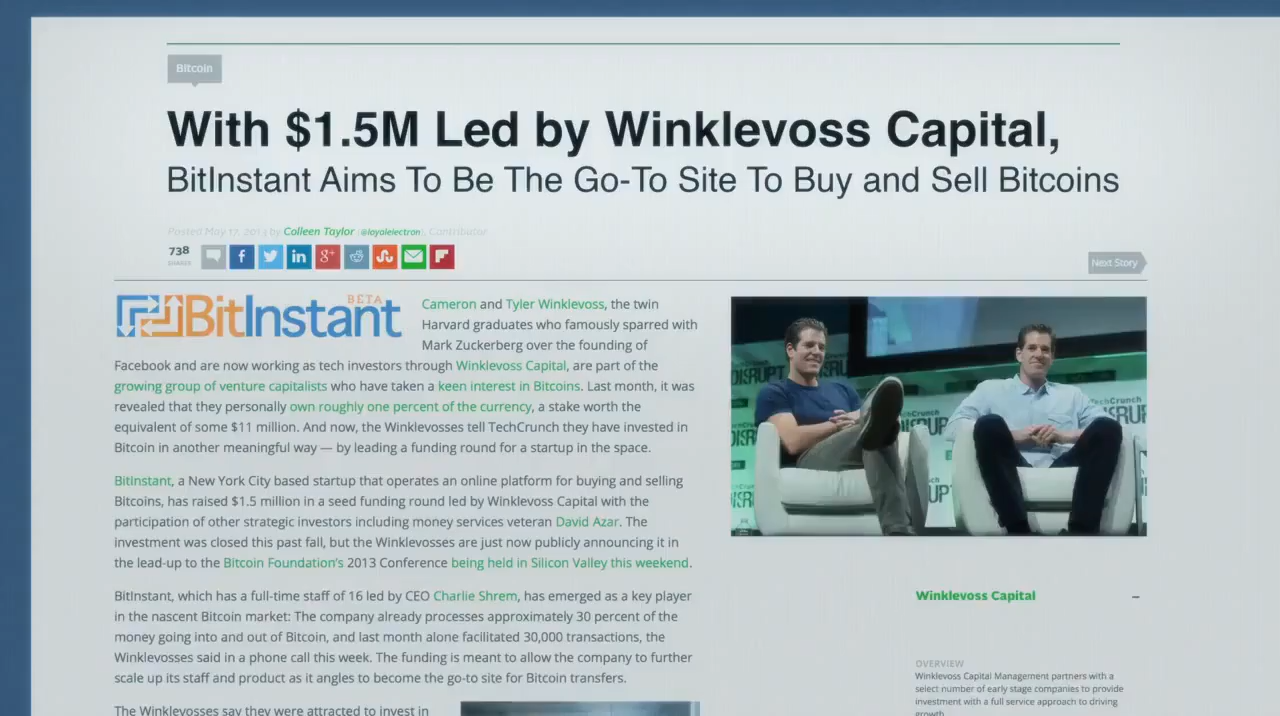 Bitcoin
With $1.5M Led by Winklevoss Capital,
BitInstant Aims To Be The Go-To Site To Buy and Sell Bitcoins
Posted May 17, 2013 by Colleen Taylor (@loyalelectron), Contributor
738
SHARES
Next Story
BitInstant BETA
Cameron and Tyler Winklevoss, the twin
Harvard graduates who famously sparred with
Mark Zuckerberg over the founding of
Facebook and are now working as tech investors through Winklevoss Capital, are part of the
growing group of venture capitalists who have taken a keen interest in Bitcoins. Last month, it was
revealed that they personally own roughly one percent of the currency, a stake worth the
equivalent of some $11 million. And now, the Winklevosses tell TechCrunch they have invested in
Bitcoin in another meaningful way — by leading a funding round for a startup in the space.
BitInstant, a New York City based startup that operates an online platform for buying and selling
Bitcoins, has raised $1.5 million in a seed funding round led by Winklevoss Capital with the
participation of other strategic investors including money services veteran David Azar. The
investment was closed this past fall, but the Winklevosses are just now publicly announcing it in
the lead-up to the Bitcoin Foundation's 2013 Conference being held in Silicon Valley this weekend.
BitInstant, which has a full-time staff of 16 led by CEO Charlie Shrem, has emerged as a key player
in the nascent Bitcoin market: The company already processes approximately 30 percent of the
money going into and out of Bitcoin, and last month alone facilitated 30,000 transactions, the
Winklevosses said in a phone call this week. The funding is meant to allow the company to further
scale up its staff and product as it angles to become the go-to site for Bitcoin transfers.
The Winklevosses say they were attracted to invest in
TechCrunch
DISRUPT
TechCrunch
DISRUPT
Winklevoss Capital
OVERVIEW
Winklevoss Capital Management partners with a
select number of early stage companies to provide
investment with a full service approach to driving
growth